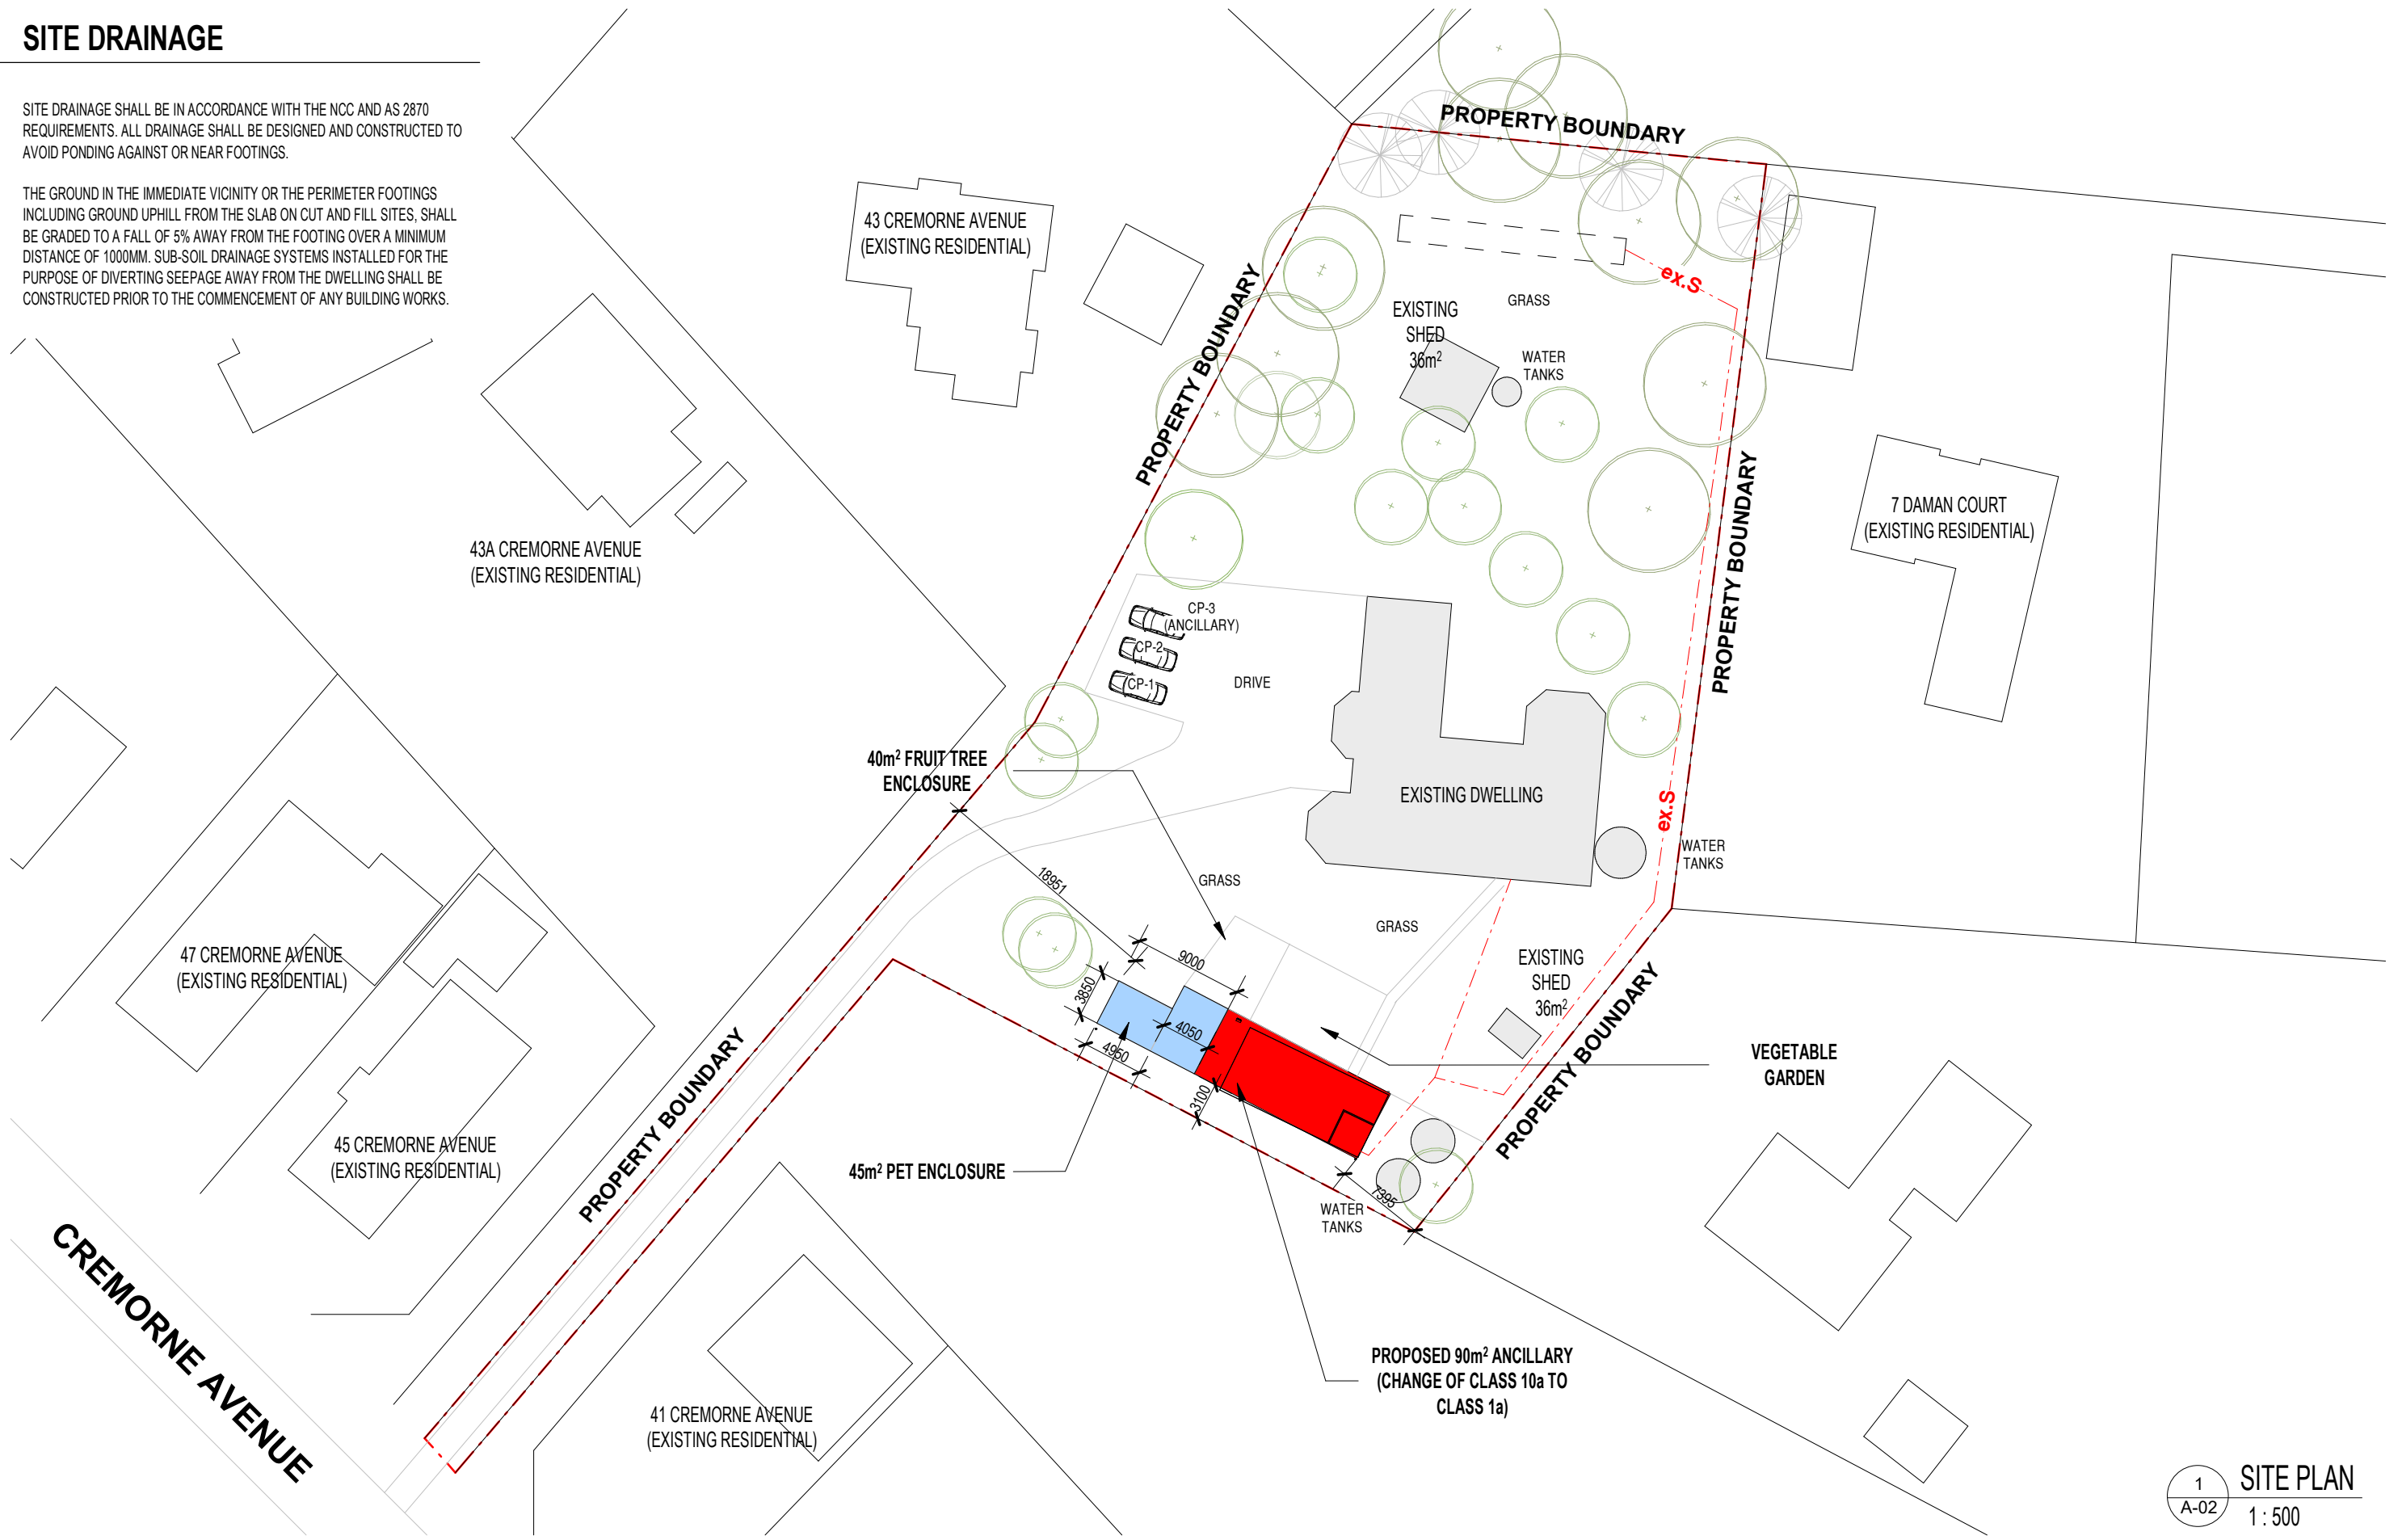 SITE DRAINAGE
SITE DRAINAGE SHALL BE IN ACCORDANCE WITH THE NCC AND AS 2870
REQUIREMENTS. ALL DRAINAGE SHALL BE DESIGNED AND CONSTRUCTED TO
AVOID PONDING AGAINST OR NEAR FOOTINGS.
THE GROUND IN THE IMMEDIATE VICINITY OR THE PERIMETER FOOTINGS
INCLUDING GROUND UPHILL FROM THE SLAB ON CUT AND FILL SITES, SHALL
BE GRADED TO A FALL OF 5% AWAY FROM THE FOOTING OVER A MINIMUM
DISTANCE OF 1000MM. SUB-SOIL DRAINAGE SYSTEMS INSTALLED FOR THE
PURPOSE OF DIVERTING SEEPAGE AWAY FROM THE DWELLING SHALL BE
CONSTRUCTED PRIOR TO THE COMMENCEMENT OF ANY BUILDING WORKS.
PROPERTY BOUNDARY
43 CREMORNE AVENUE
(EXISTING RESIDENTIAL)
PROPERTY BOUNDARY
ex.S
GRASS
EXISTING
SHED
36m²
WATER
TANKS
43A CREMORNE AVENUE
(EXISTING RESIDENTIAL)
7 DAMAN COURT
(EXISTING RESIDENTIAL)
PROPERTY BOUNDARY
CP-3
(ANCILLARY)
CP-2
CP-1
DRIVE
40m² FRUIT TREE
ENCLOSURE
EXISTING DWELLING
ex.S
WATER
TANKS
18951
GRASS
GRASS
47 CREMORNE AVENUE
(EXISTING RESIDENTIAL)
9000
3850
4050
4950
3100
EXISTING
SHED
36m²
PROPERTY BOUNDARY
VEGETABLE
GARDEN
PROPERTY BOUNDARY
45 CREMORNE AVENUE
(EXISTING RESIDENTIAL)
45m² PET ENCLOSURE
7395
WATER
TANKS
CREMORNE AVENUE
PROPOSED 90m² ANCILLARY
(CHANGE OF CLASS 10a TO
CLASS 1a)
41 CREMORNE AVENUE
(EXISTING RESIDENTIAL)
1
A-02
SITE PLAN
1 : 500